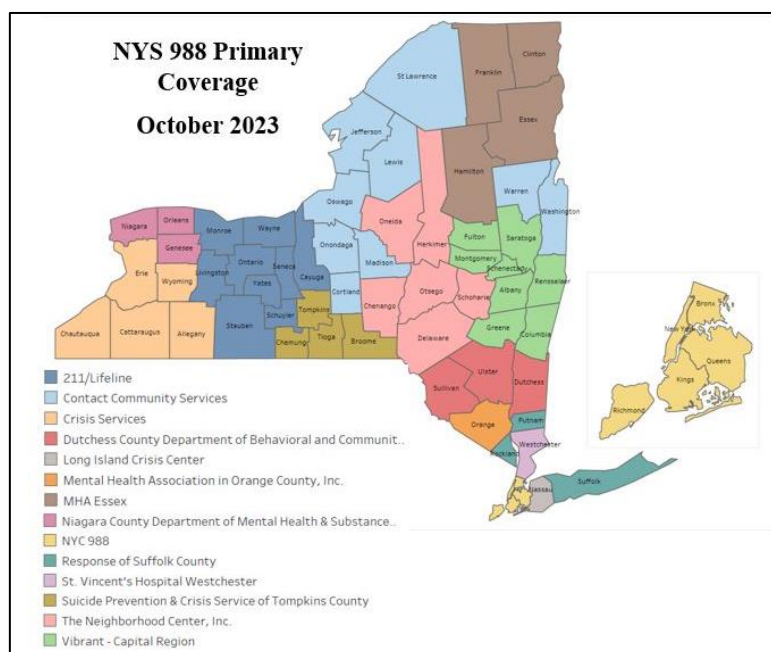 NYS 988 Primary
Coverage
October 2023
St Lawrence
Franklin
Clinton
Essex
Jefferson
Lewis
Hamilton
Warren
Washington
Oswego
Oneida
Herkimer
Fulton
Saratoga
Niagara
Orleans
Monroe
Wayne
Onondaga
Madison
Montgomery
Schenectady
Genesee
Ontario
Seneca
Cayuga
Rensselaer
Erie
Wyoming
Livingston
Yates
Cortland
Otsego
Schoharie
Albany
Chenango
Tompkins
Schuyler
Stauben
Chautauqua
Cattaraugus
Allegany
Chemung
Tioga
Broome
Delaware
Greene
Columbia
Sullivan
Ulster
Dutchess
Orange
Putnam
Rockland
Westchester
Nassau
Suffolk
Bronx
New York
Queens
Kings
Richmond
211/Lifeline
Contact Community Services
Crisis Services
Dutchess County Department of Behavioral and Communit..
Long Island Crisis Center
Mental Health Association in Orange County, Inc.
MHA Essex
Niagara County Department of Mental Health & Substance..
NYC 988
Response of Suffolk County
St. Vincent's Hospital Westchester
Suicide Prevention & Crisis Service of Tompkins County
The Neighborhood Center, Inc.
Vibrant - Capital Region